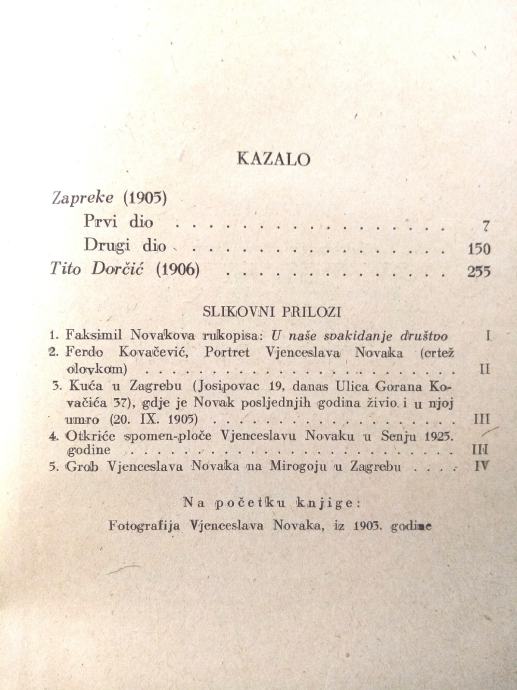 KAZALO
Zapreke (1905)
Prvi dio . . . . . . . . . . . . . . . . . 7
Drugi dio . . . . . . . . . . . . . . . . . 150
Tito Dorčić (1906) . . . . . . . . . . . . . . 255
SLIKOVNI PRILOZI
1. Faksimil Novakova rukopisa: U naše svakidanje društvo I
2. Ferdo Kovačević, Portret Vjenceslava Novaka (crtež
olovkom) . . . . . . . . . . . . . . . . . . . . . II
3. Kuća u Zagrebu (Josipovac 19, danas Ulica Gorana Ko-
vačića 37), gdje je Novak posljednjih godina živio i u njoj
umro (20. IX. 1905) . . . . . . . . . . . . . . . . . III
4. Otkriće spomen-ploče Vjenceslavu Novaku u Senju 1925.
godine . . . . . . . . . . . . . . . . . . . . . . III
5. Grob Vjenceslava Novaka na Mirogoju u Zagrebu . . . . IV
Na početku knjige:
Fotografija Vjenceslava Novaka, iz 1903. godine